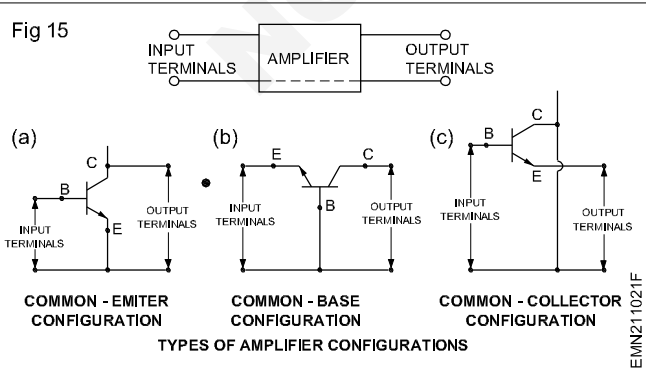 Fig 15
INPUT
TERMINALS
AMPLIFIER
OUTPUT
TERMINALS
(a)
C
B
E
INPUT
TERMINALS
OUTPUT
TERMINALS
COMMON - EMITER
CONFIGURATION
(b)
E
C
B
INPUT
TERMINALS
OUTPUT
TERMINALS
COMMON - BASE
CONFIGURATION
(c)
C
B
E
INPUT
TERMINALS
OUTPUT
TERMINALS
COMMON - COLLECTOR
CONFIGURATION
TYPES OF AMPLIFIER CONFIGURATIONS
EMN211021F